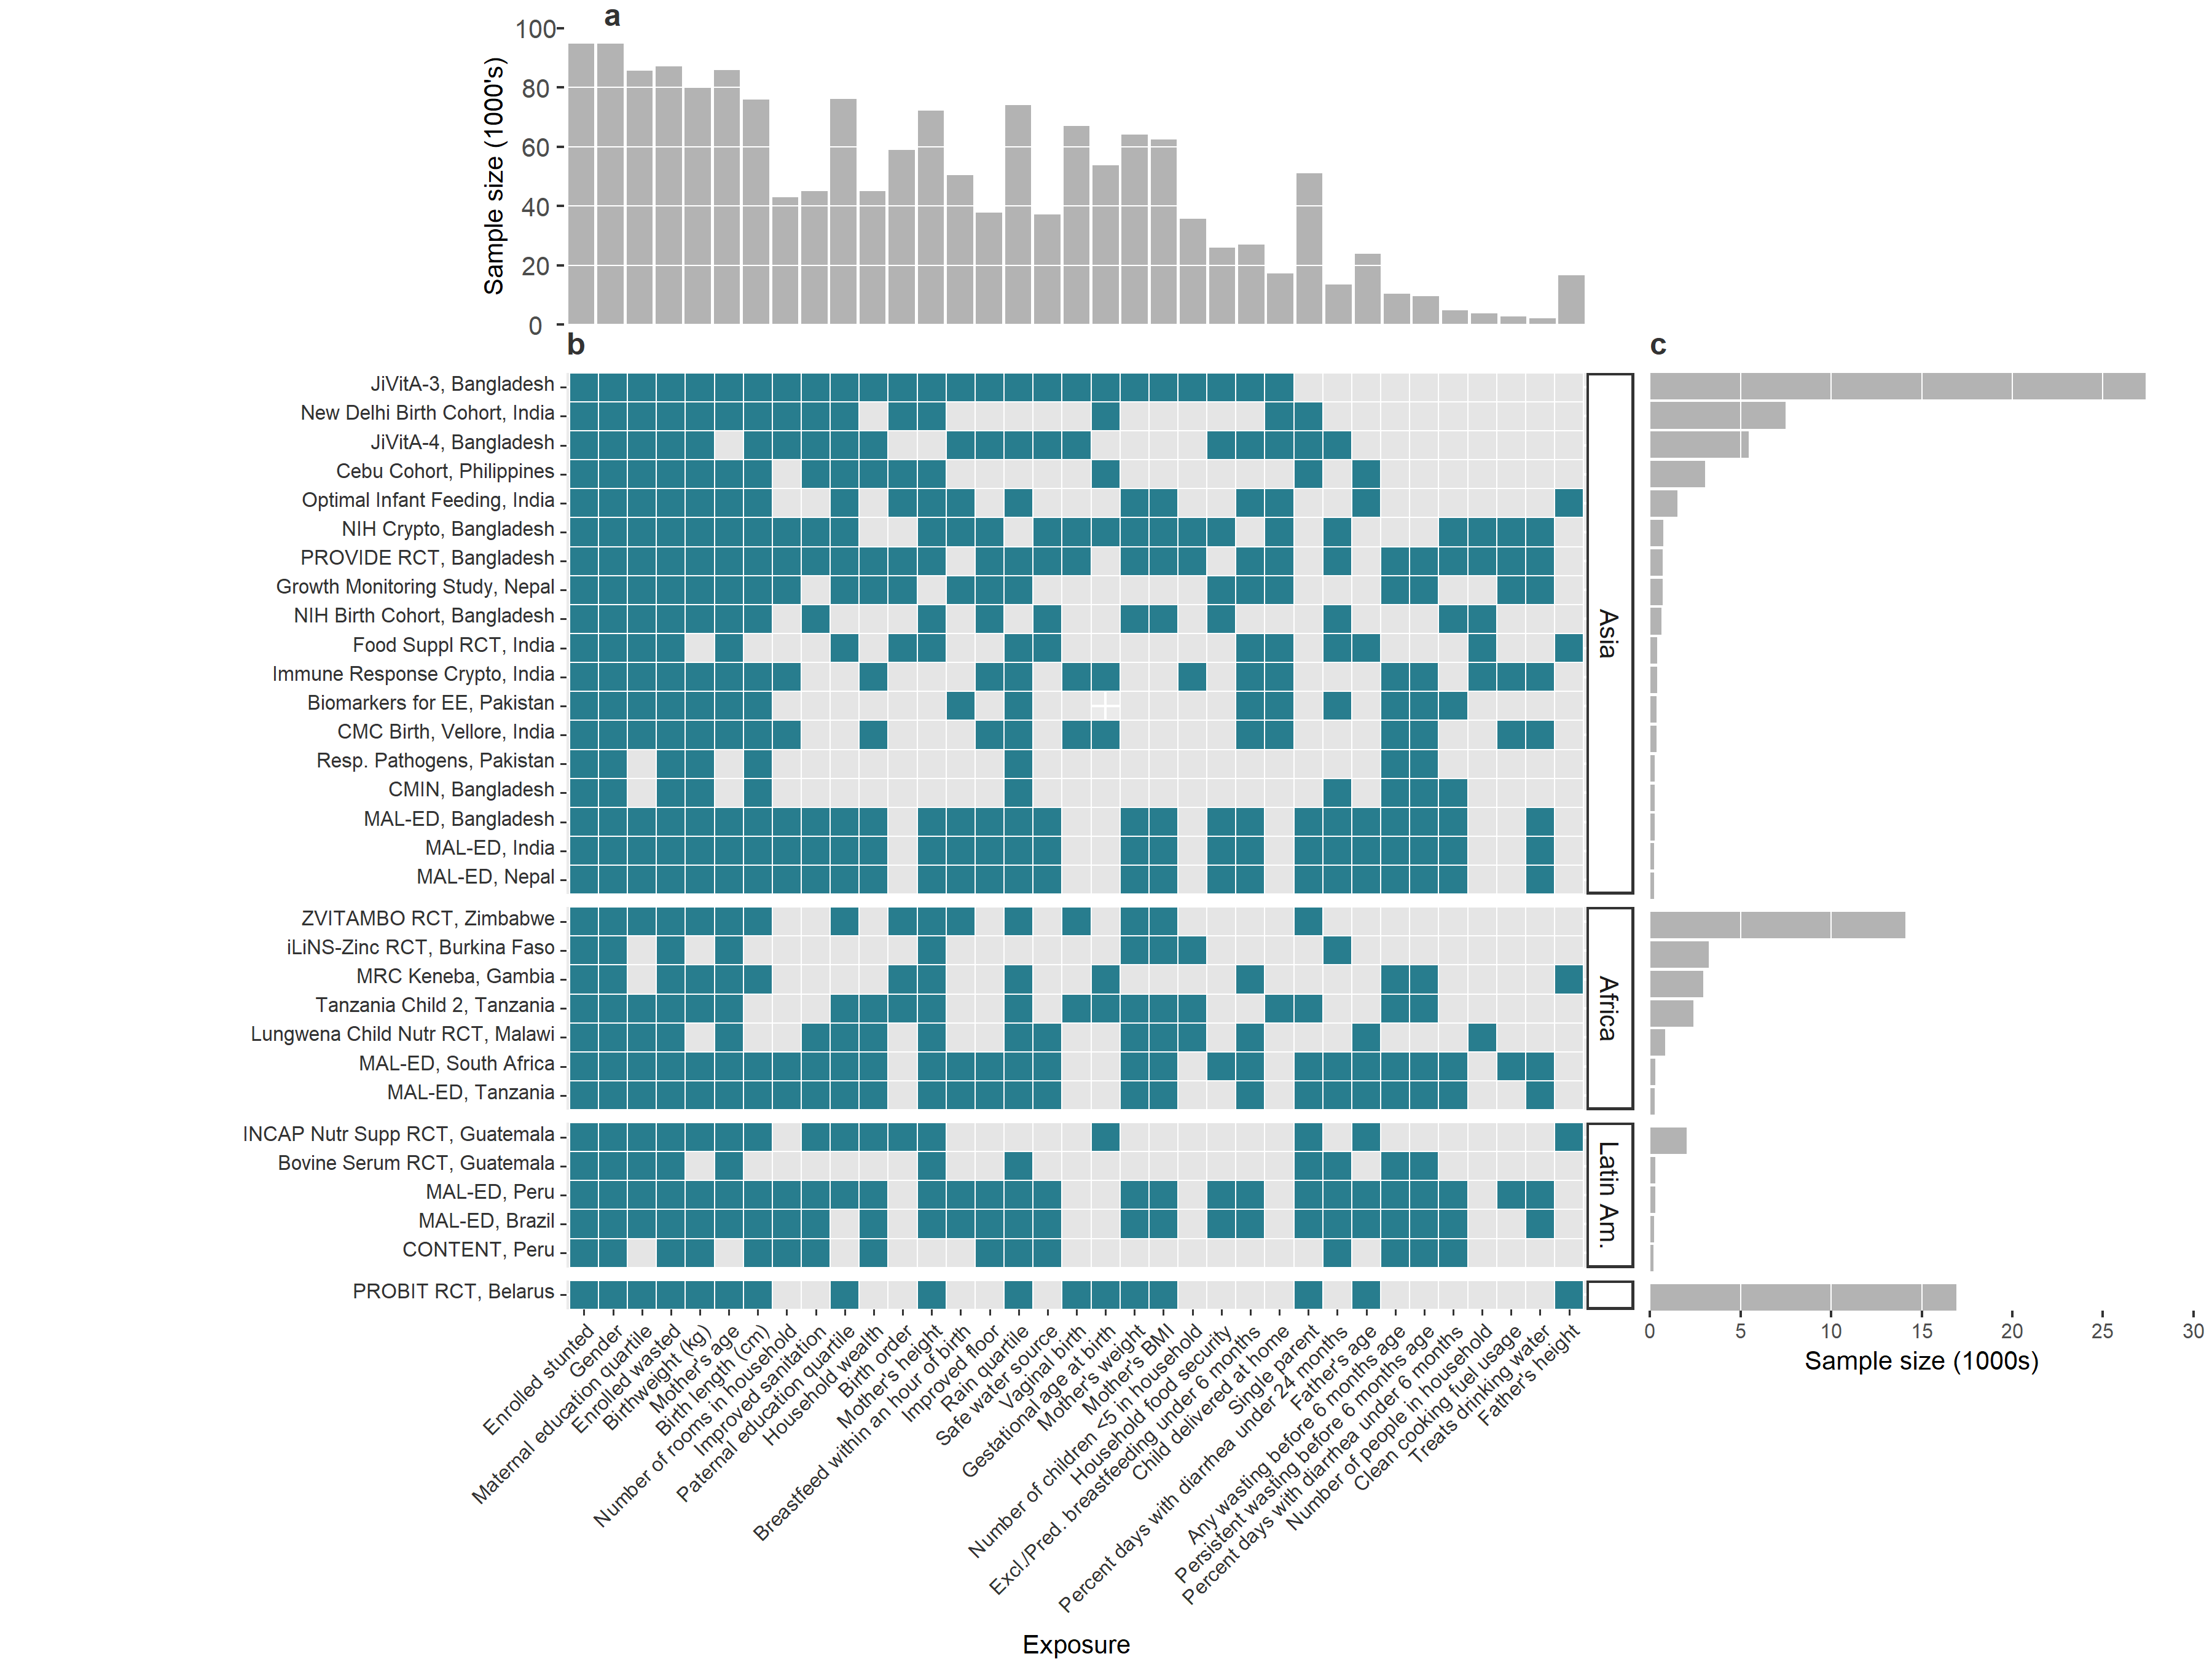 a
Sample size (1000's)
100
80
60
40
20
0
b
c
JiVitA-3, Bangladesh
New Delhi Birth Cohort, India
JiVitA-4, Bangladesh
Cebu Cohort, Philippines
Optimal Infant Feeding, India
NIH Crypto, Bangladesh
PROVIDE RCT, Bangladesh
Growth Monitoring Study, Nepal
NIH Birth Cohort, Bangladesh
Food Suppl RCT, India
Immune Response Crypto, India
Biomarkers for EE, Pakistan
CMC Birth, Vellore, India
Resp. Pathogens, Pakistan
CMIN, Bangladesh
MAL-ED, Bangladesh
MAL-ED, India
MAL-ED, Nepal
Asia
ZVITAMBO RCT, Zimbabwe
iLiNS-Zinc RCT, Burkina Faso
MRC Keneba, Gambia
Tanzania Child 2, Tanzania
Lungwena Child Nutr RCT, Malawi
MAL-ED, South Africa
MAL-ED, Tanzania
Africa
INCAP Nutr Supp RCT, Guatemala
Bovine Serum RCT, Guatemala
MAL-ED, Peru
MAL-ED, Brazil
CONTENT, Peru
Latin Am.
PROBIT RCT, Belarus
Enrolled stunted
Gender
Maternal education quartile
Enrolled wasted
Birthweight (kg)
Mother's age
Birth length (cm)
Number of rooms in household
Improved sanitation
Paternal education quartile
Household wealth
Birth order
Mother's height
Breastfeed within an hour of birth
Improved floor
Rain quartile
Safe water source
Vaginal birth
Gestational age at birth
Mother's weight
Mother's BMI
Number of children <5 in household
Household food security
Excl./Pred. breastfeeding under 6 months
Child delivered at home
Single parent
Percent days with diarrhea under 24 months
Father's age
Any wasting before 6 months age
Persistent wasting before 6 months age
Percent days with diarrhea under 6 months
Number of people in household
Clean cooking fuel usage
Treats drinking water
Father's height
Exposure
0 5 10 15 20 25 30
Sample size (1000s)